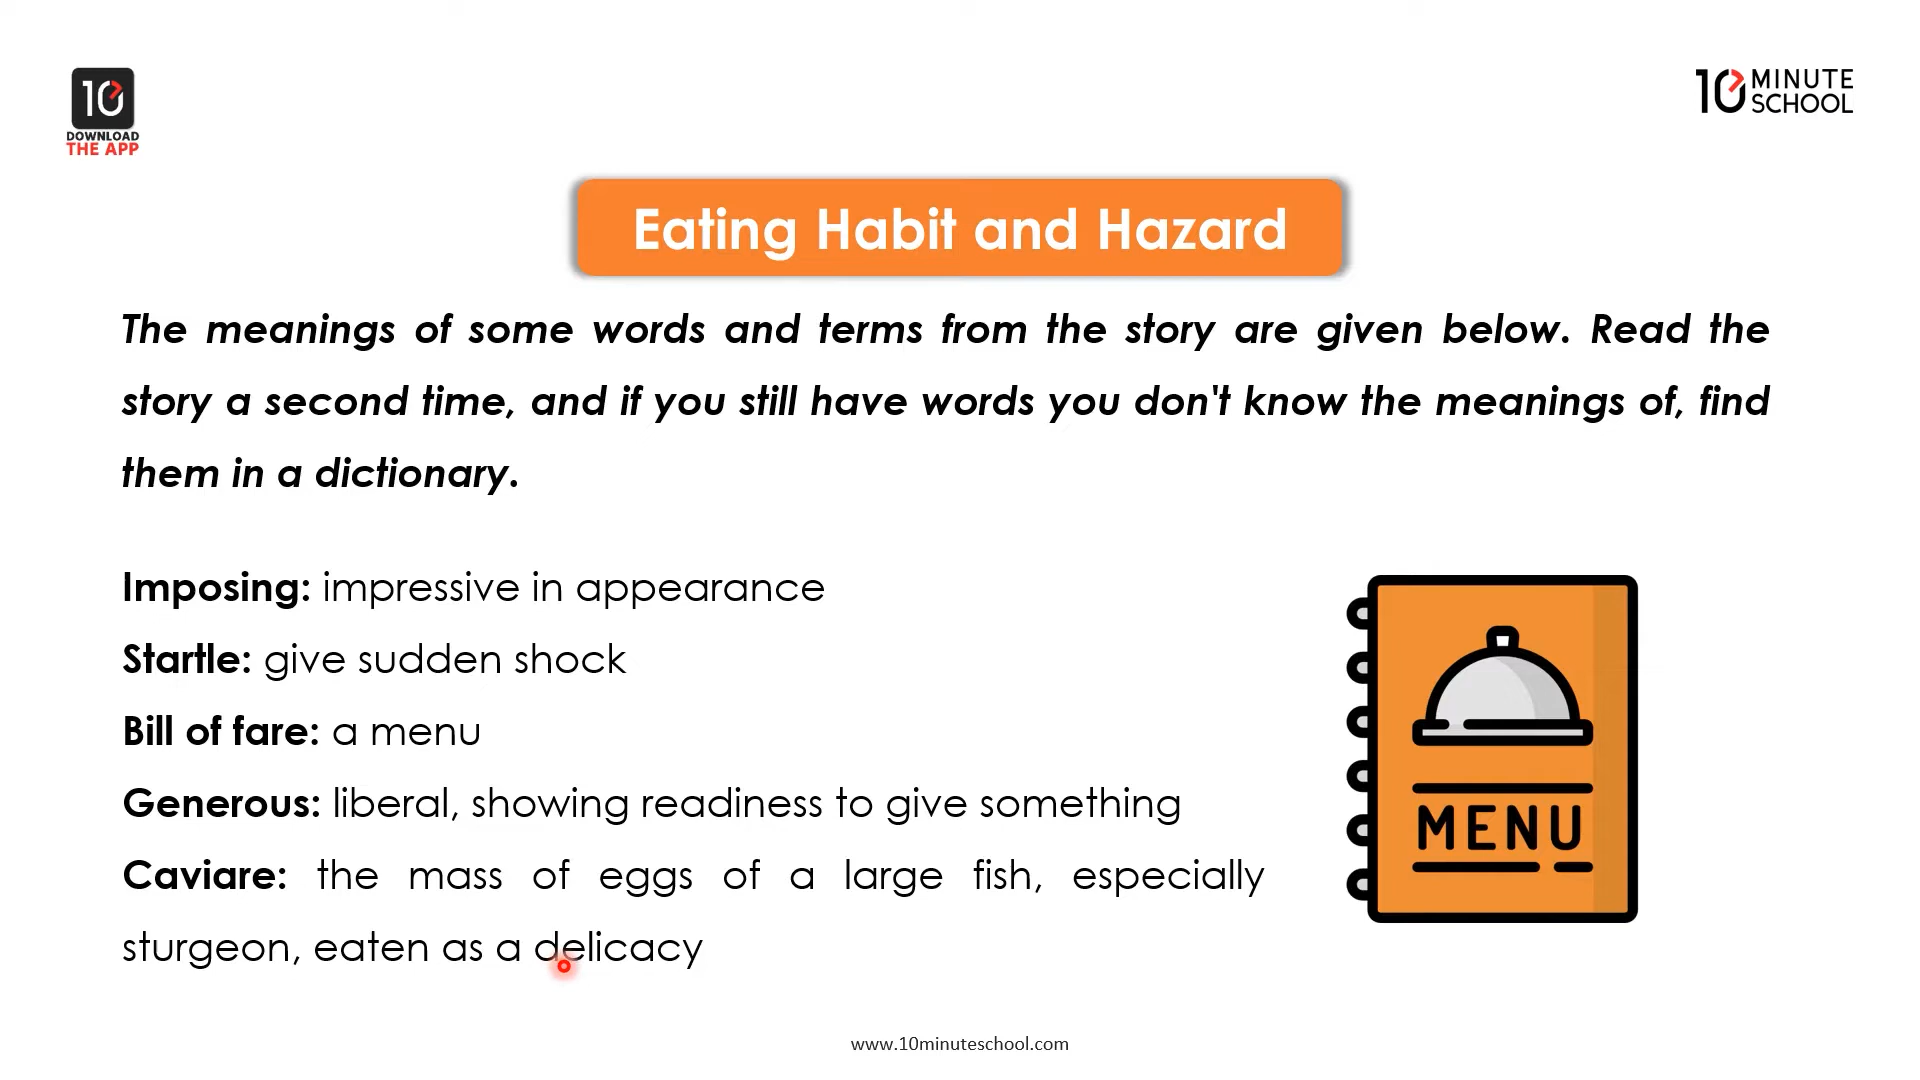 10
DOWNLOAD
THE APP
10 MINUTE
SCHOOL
Eating Habit and Hazard
The meanings of some words and terms from the story are given below. Read the
story a second time, and if you still have words you don't know the meanings of, find
them in a dictionary.
Imposing: impressive in appearance
Startle: give sudden shock
Bill of fare: a menu
Generous: liberal, showing readiness to give something
Caviare: the mass of eggs of a large fish, especially
sturgeon, eaten as a delicacy
MENU
www.10minuteschool.com